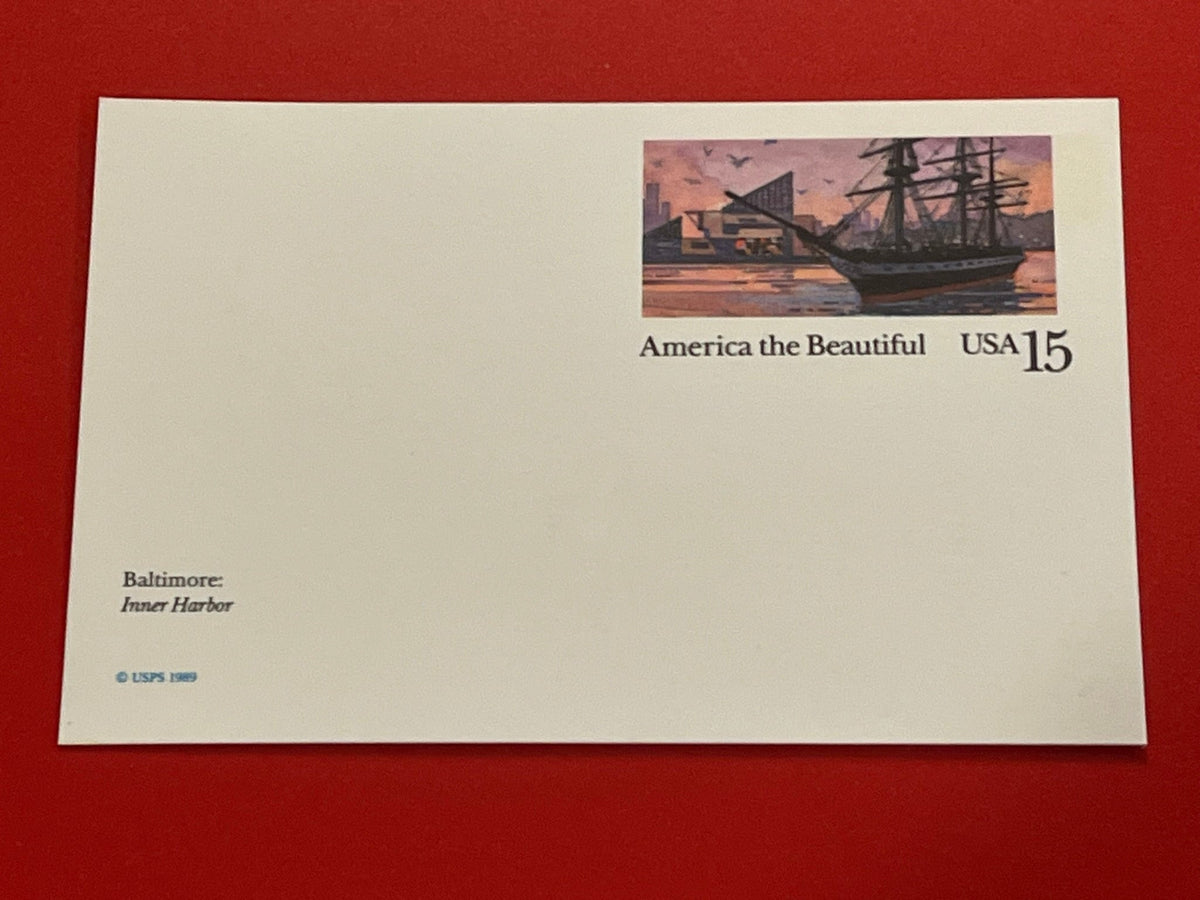 America the Beautiful USA15
Baltimore:
Inner Harbor
© USPS 1989